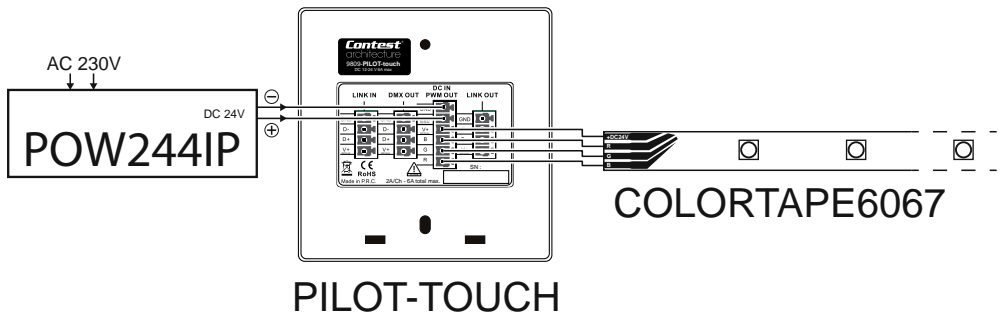 AC 230V
DC 24V
POW244IP
⊖
⊕
Contest
architecture
9809-PILOT-touch
DC 12-24 V-6A max
LINK IN
DMX OUT
DC IN
PWM OUT
LINK OUT
GND
D-
D+
V+
D-
D+
V+
V+
B
G
R
CE
RoHS
Made in P.R.C.
2A/Ch - 6A total max.
SN :
+DC24V
R
G
B
COLORTAPE6067
PILOT-TOUCH